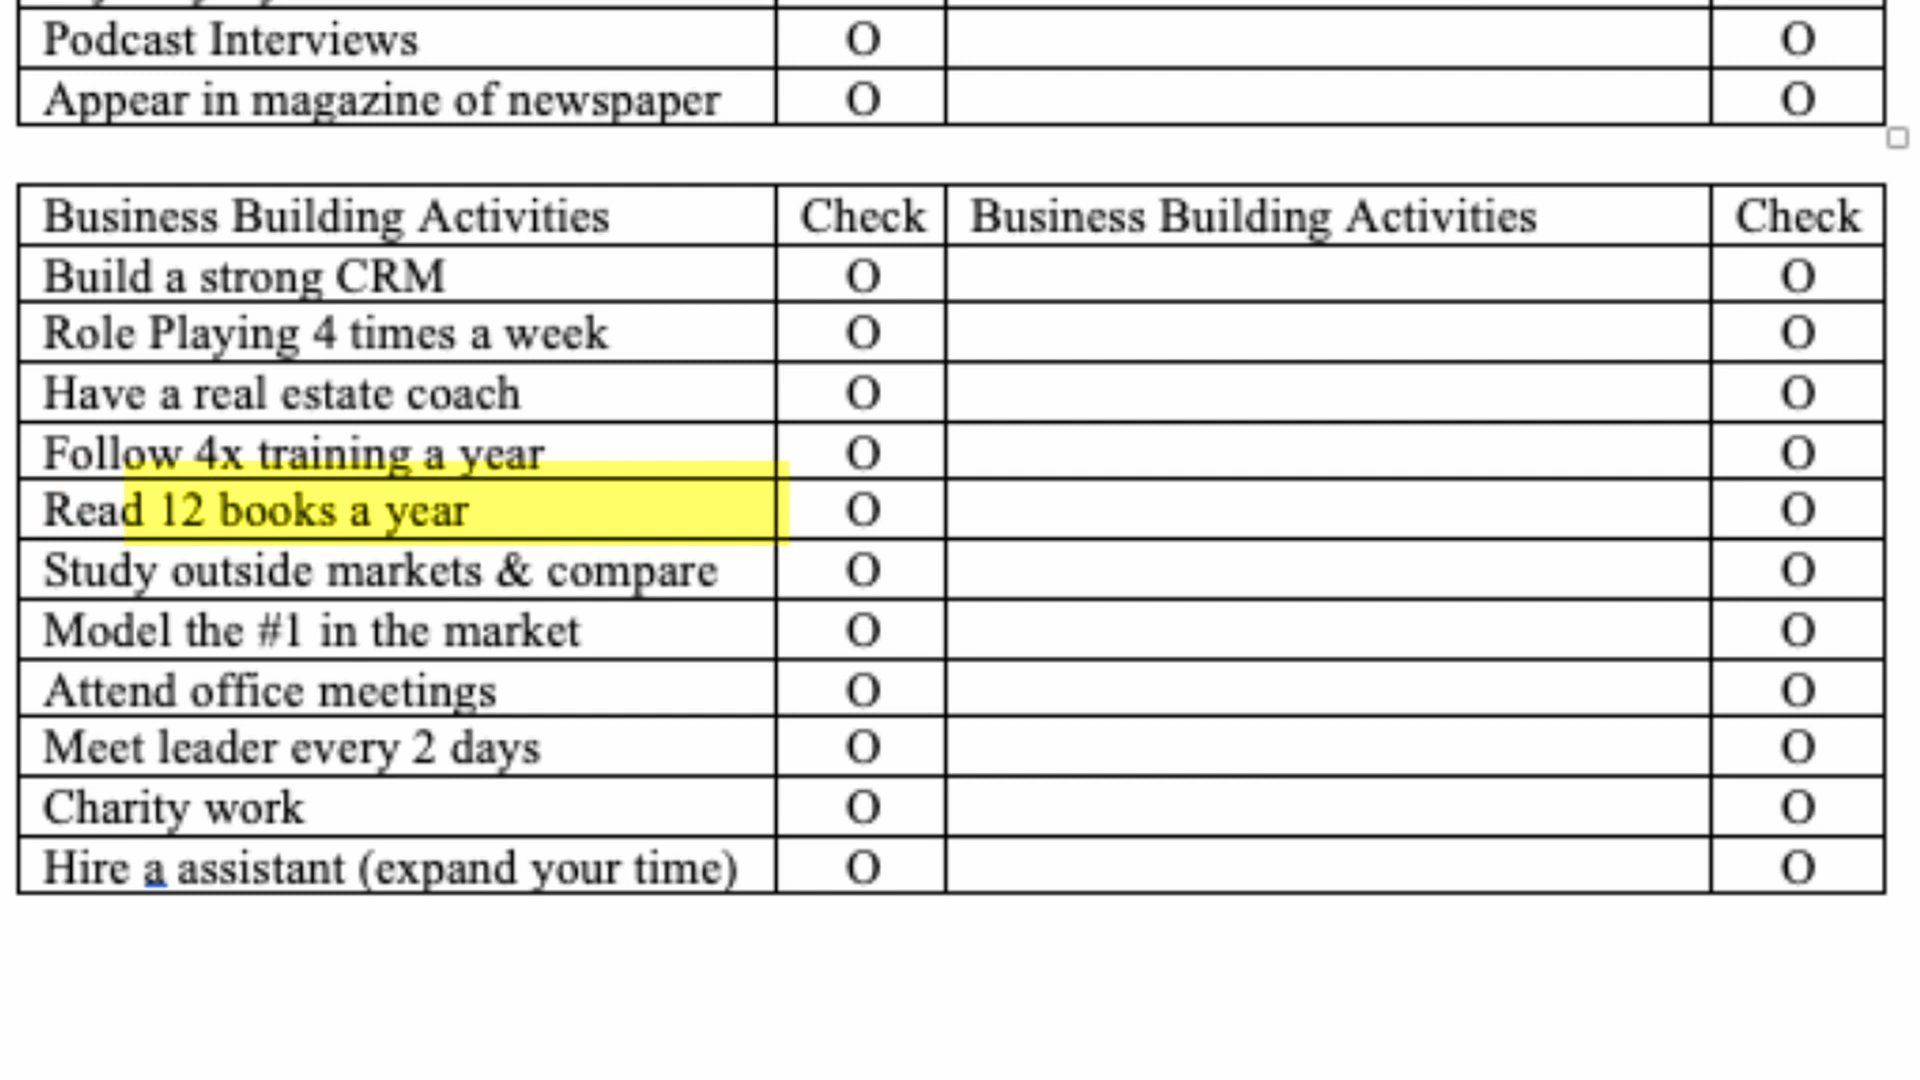 Podcast Interviews O O
Appear in magazine of newspaper O O
Business Building Activities Check Business Building Activities Check
Build a strong CRM O O
Role Playing 4 times a week O O
Have a real estate coach O O
Follow 4x training a year O O
Read 12 books a year O O
Study outside markets & compare O O
Model the #1 in the market O O
Attend office meetings O O
Meet leader every 2 days O O
Charity work O O
Hire a assistant (expand your time) O O